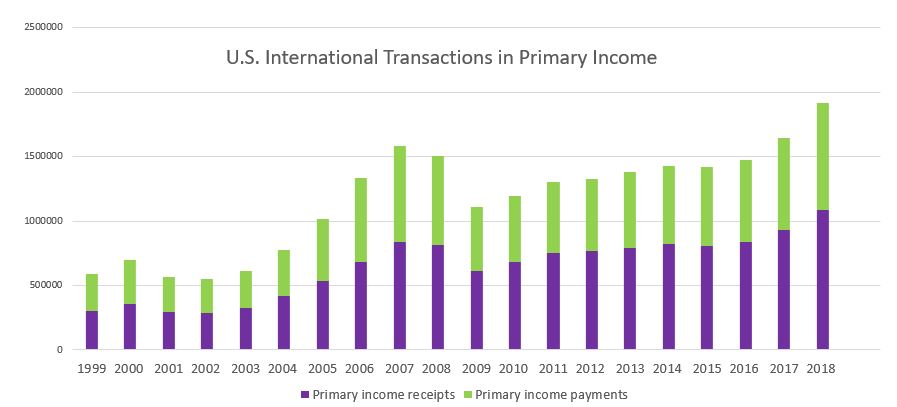 2500000
U.S. International Transactions in Primary Income
2000000
1500000
1000000
500000
0
1999 2000 2001 2002 2003 2004 2005 2006 2007 2008 2009 2010 2011 2012 2013 2014 2015 2016 2017 2018
Primary income receipts Primary income payments